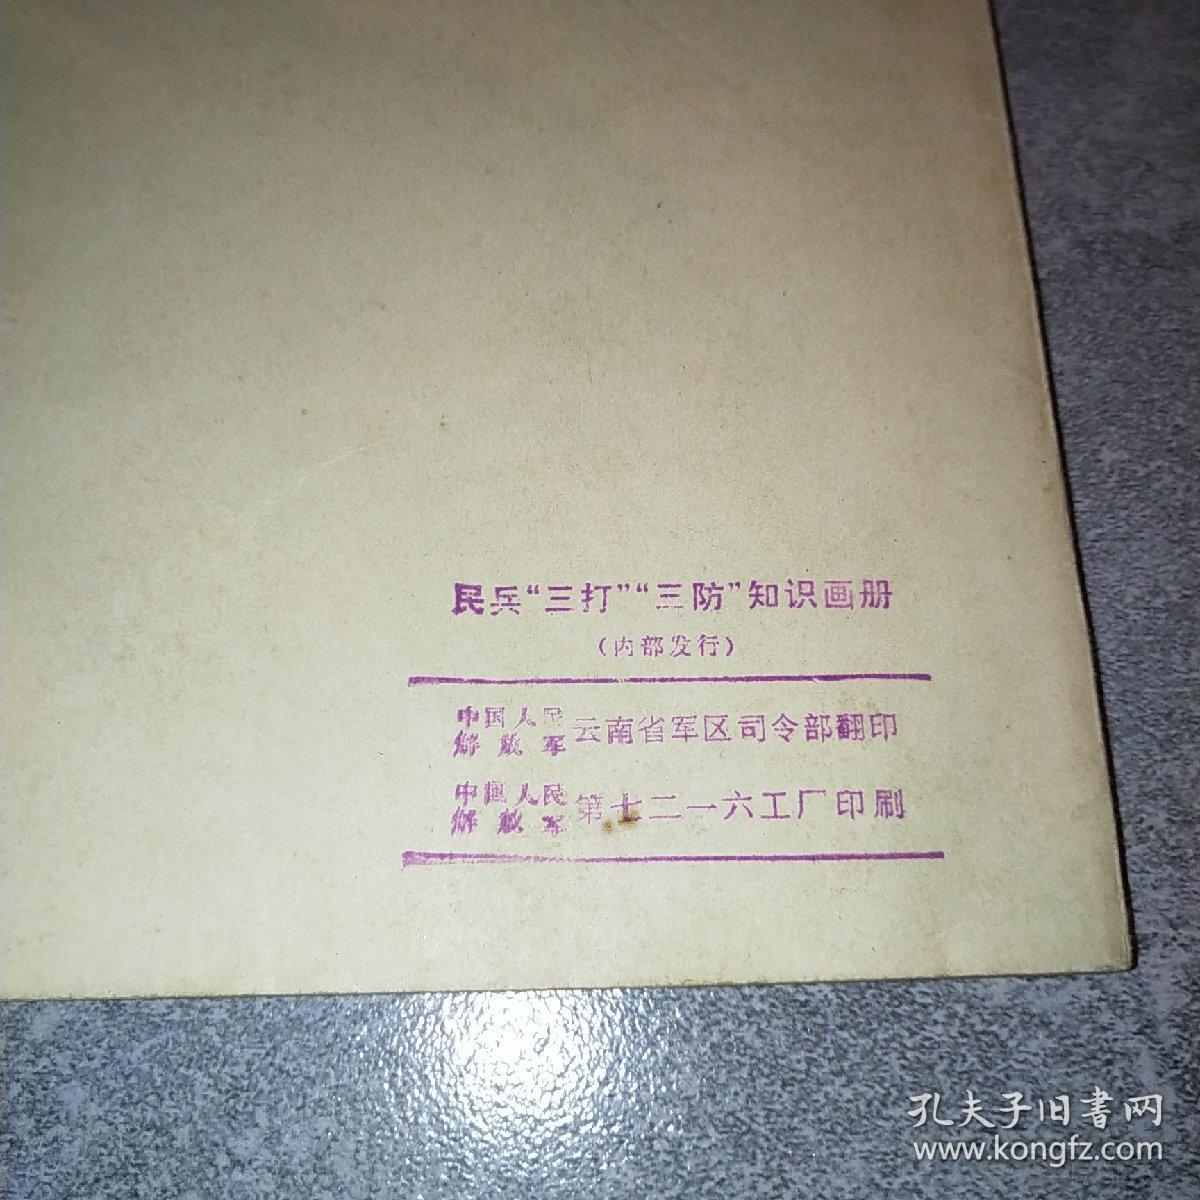 民兵“三打”“三防”知识画册
（内部发行）
中国人民解放军云南省军区司令部翻印
中国人民解放军第七二一六工厂印刷
孔夫子旧書网
www.kongfz.com